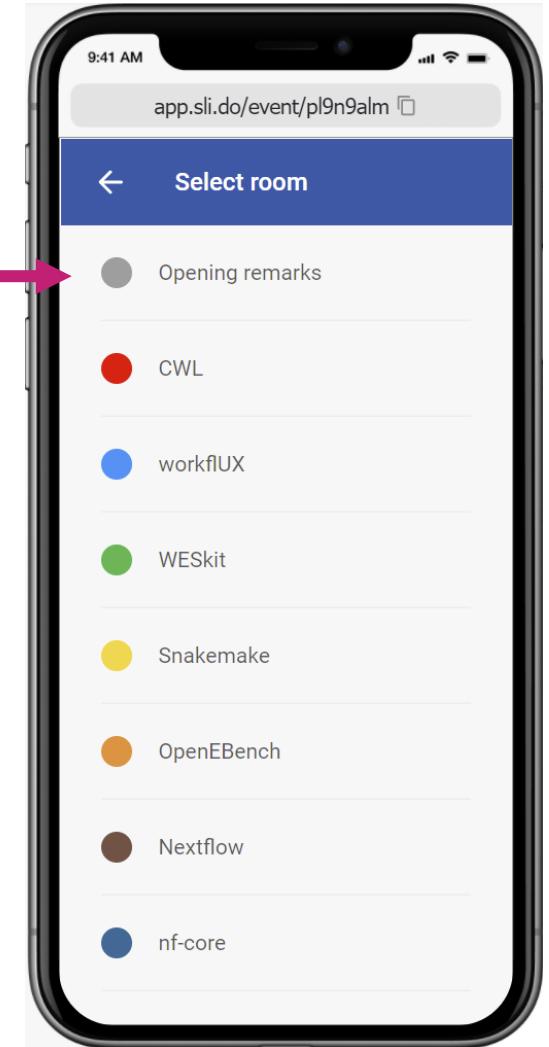 9:41 AM
app.sli.do/event/pl9n9alm
Select room
Opening remarks
CWL
workflUX
WESkit
Snakemake
OpenEBench
Nextflow
nf-core